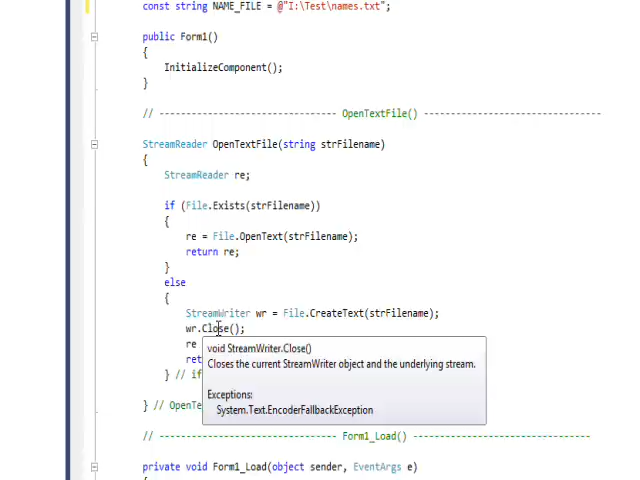 const string NAME_FILE = @"I:\Test\names.txt";
public Form1()
{
InitializeComponent();
}
// ------------------------------ OpenTextFile() ------------------------------
StreamReader OpenTextFile(string strFilename)
{
StreamReader re;
if (File.Exists(strFilename))
{
re = File.OpenText(strFilename);
return re;
}
else
{
StreamWriter wr = File.CreateText(strFilename);
wr.Close();
re
void StreamWriter.Close()
ret
Closes the current StreamWriter object and the underlying stream.
} // if
Exceptions:
} // OpenTe
System.Text.EncoderFallbackException
// ------------------------------ Form1_Load() ------------------------------
private void Form1_Load(object sender, EventArgs e)